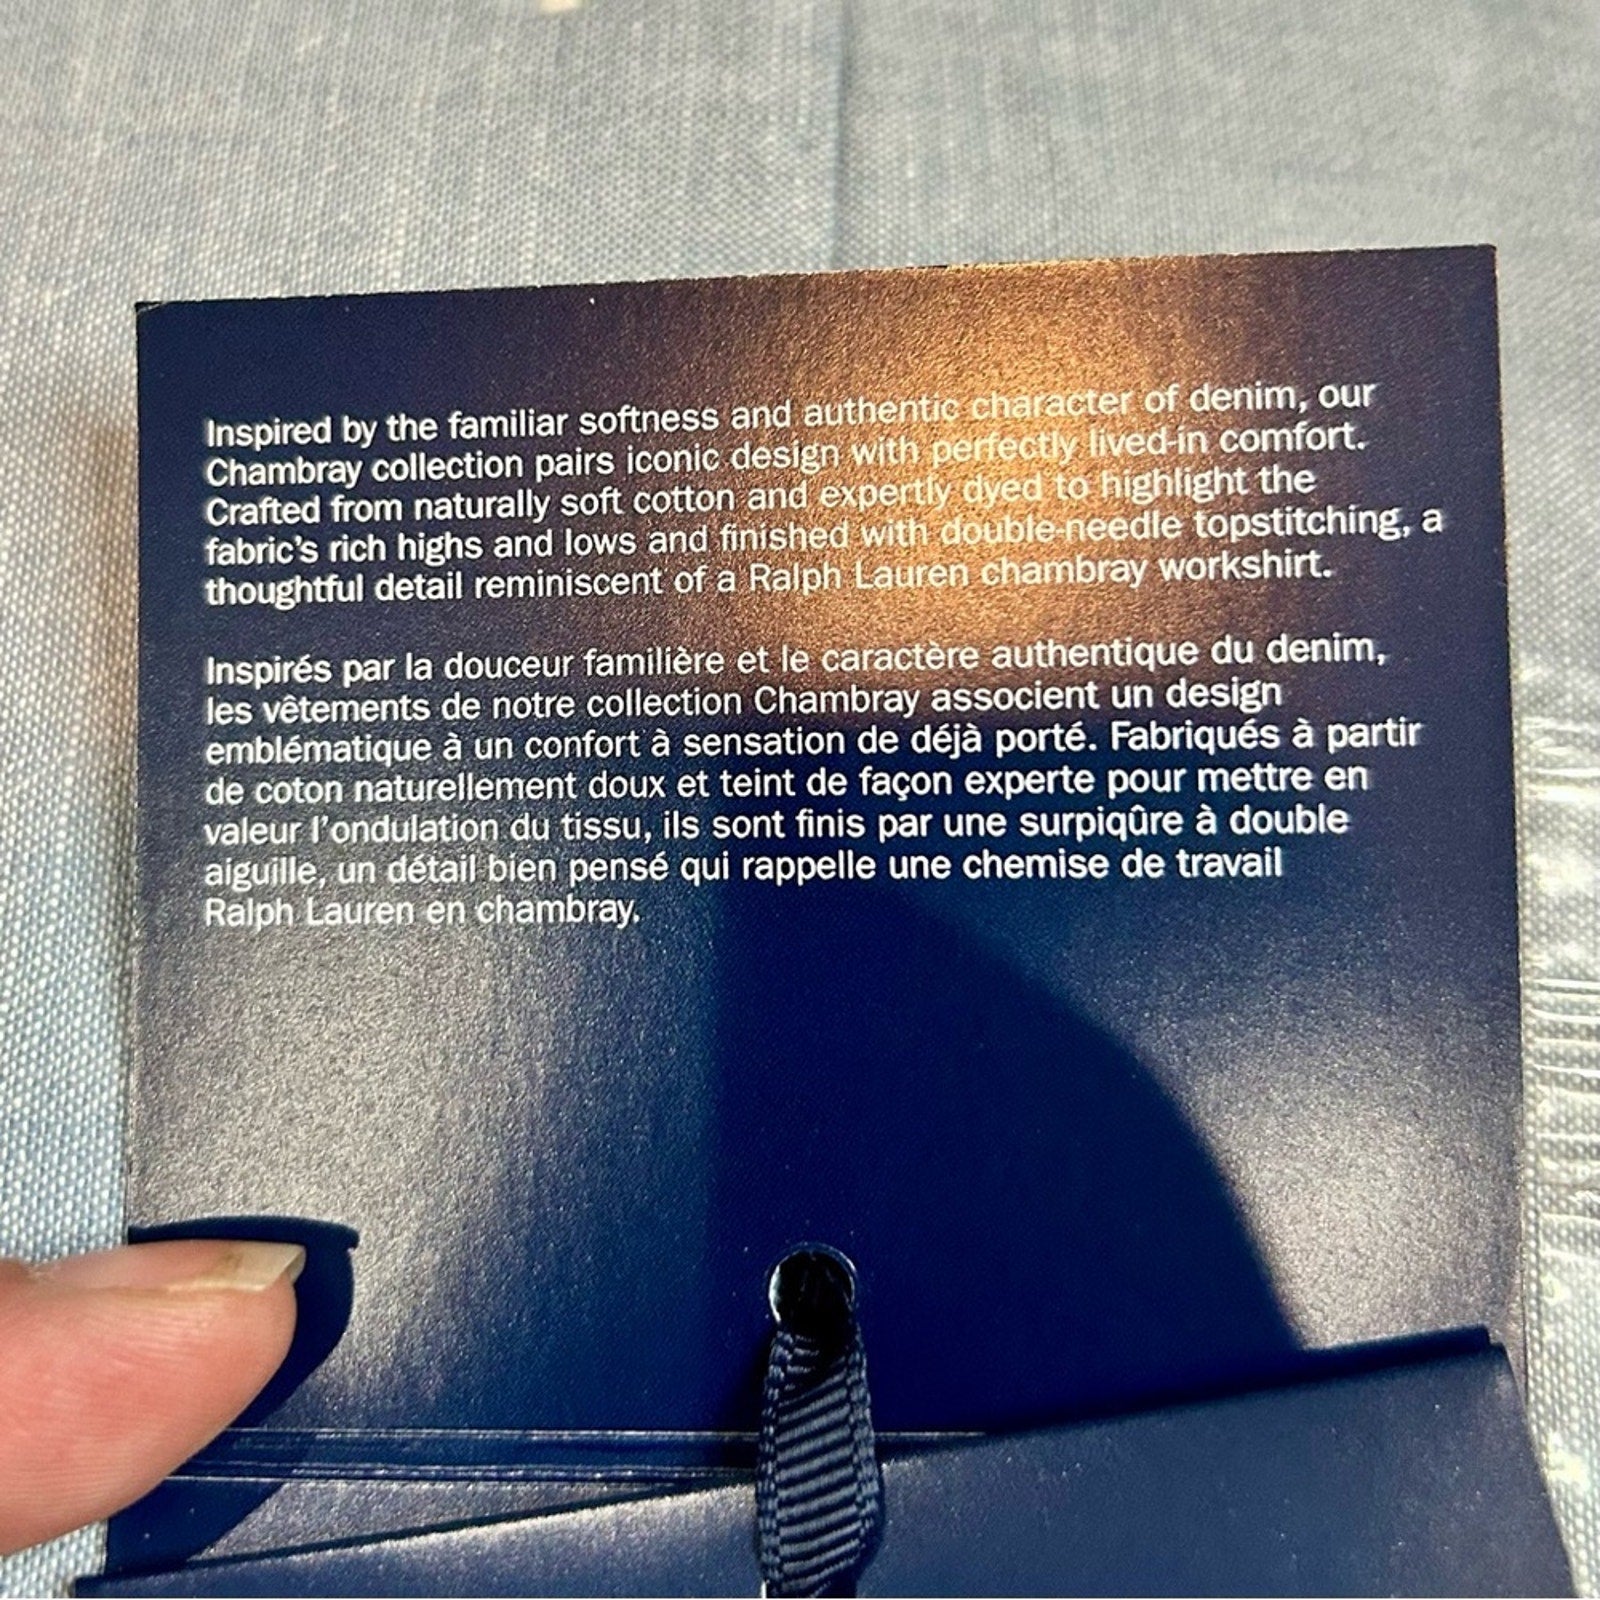 Inspired by the familiar softness and authentic character of denim, our
Chambray collection pairs iconic design with perfectly lived-in comfort.
Crafted from naturally soft cotton and expertly dyed to highlight the
fabric's rich highs and lows and finished with double-needle topstitching, a
thoughtful detail reminiscent of a Ralph Lauren chambray workshirt.
Inspirés par la douceur familière et le caractère authentique du denim,
les vêtements de notre collection Chambray associent un design
emblématique à un confort à sensation de déjà porté. Fabriqués à partir
de coton naturellement doux et teint de façon experte pour mettre en
valeur l'ondulation du tissu, ils sont finis par une surpiqûre à double
aiguille, un détail bien pensé qui rappelle une chemise de travail
Ralph Lauren en chambray.